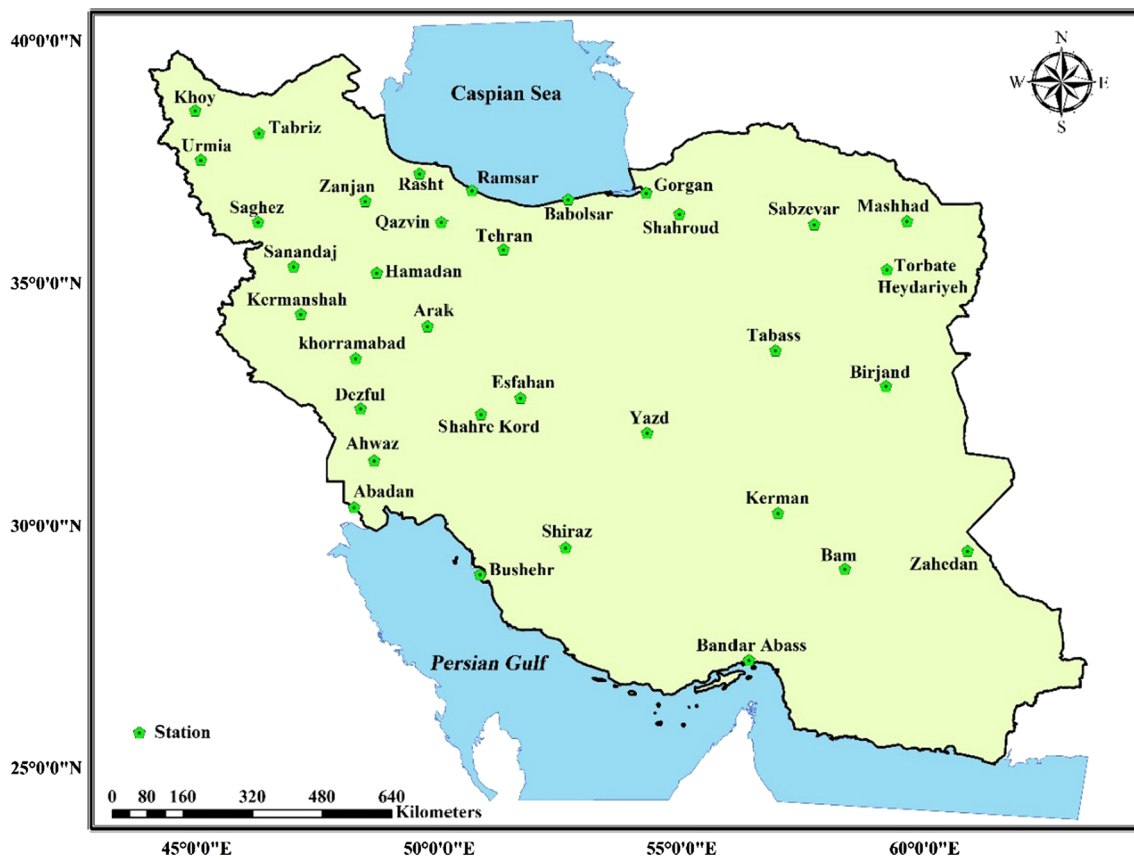 40°0'0"N
N
W
E
S
Caspian Sea
Khoy
Tabriz
Urmia
Rasht
Ramsar
Zanjan
Gorgan
Mashhad
Saghez
Qazvin
Babolsar
Shahroud
Sabzevar
Tehran
Sanandaj
Hamadan
Torbate
Heydariyeh
35°0'0"N
Kermanshah
Arak
khorramabad
Tabass
Birjand
Esfahan
Dezful
Shahre Kord
Yazd
Ahwaz
Abadan
Kerman
30°0'0"N
Shiraz
Bam
Zahedan
Bushehr
Bandar Abass
Persian Gulf
Station
25°0'0"N
0 80 160 320 480 640
Kilometers
45°0'0"E 50°0'0"E 55°0'0"E 60°0'0"E